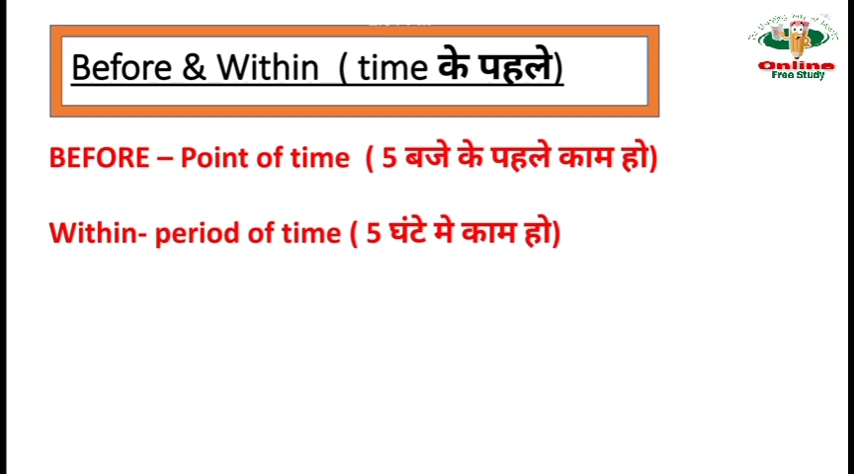 Before & Within ( time के पहले)
BEFORE – Point of time ( 5 बजे के पहले काम हो)
Within- period of time ( 5 घंटे मे काम हो)
Online
Free Study